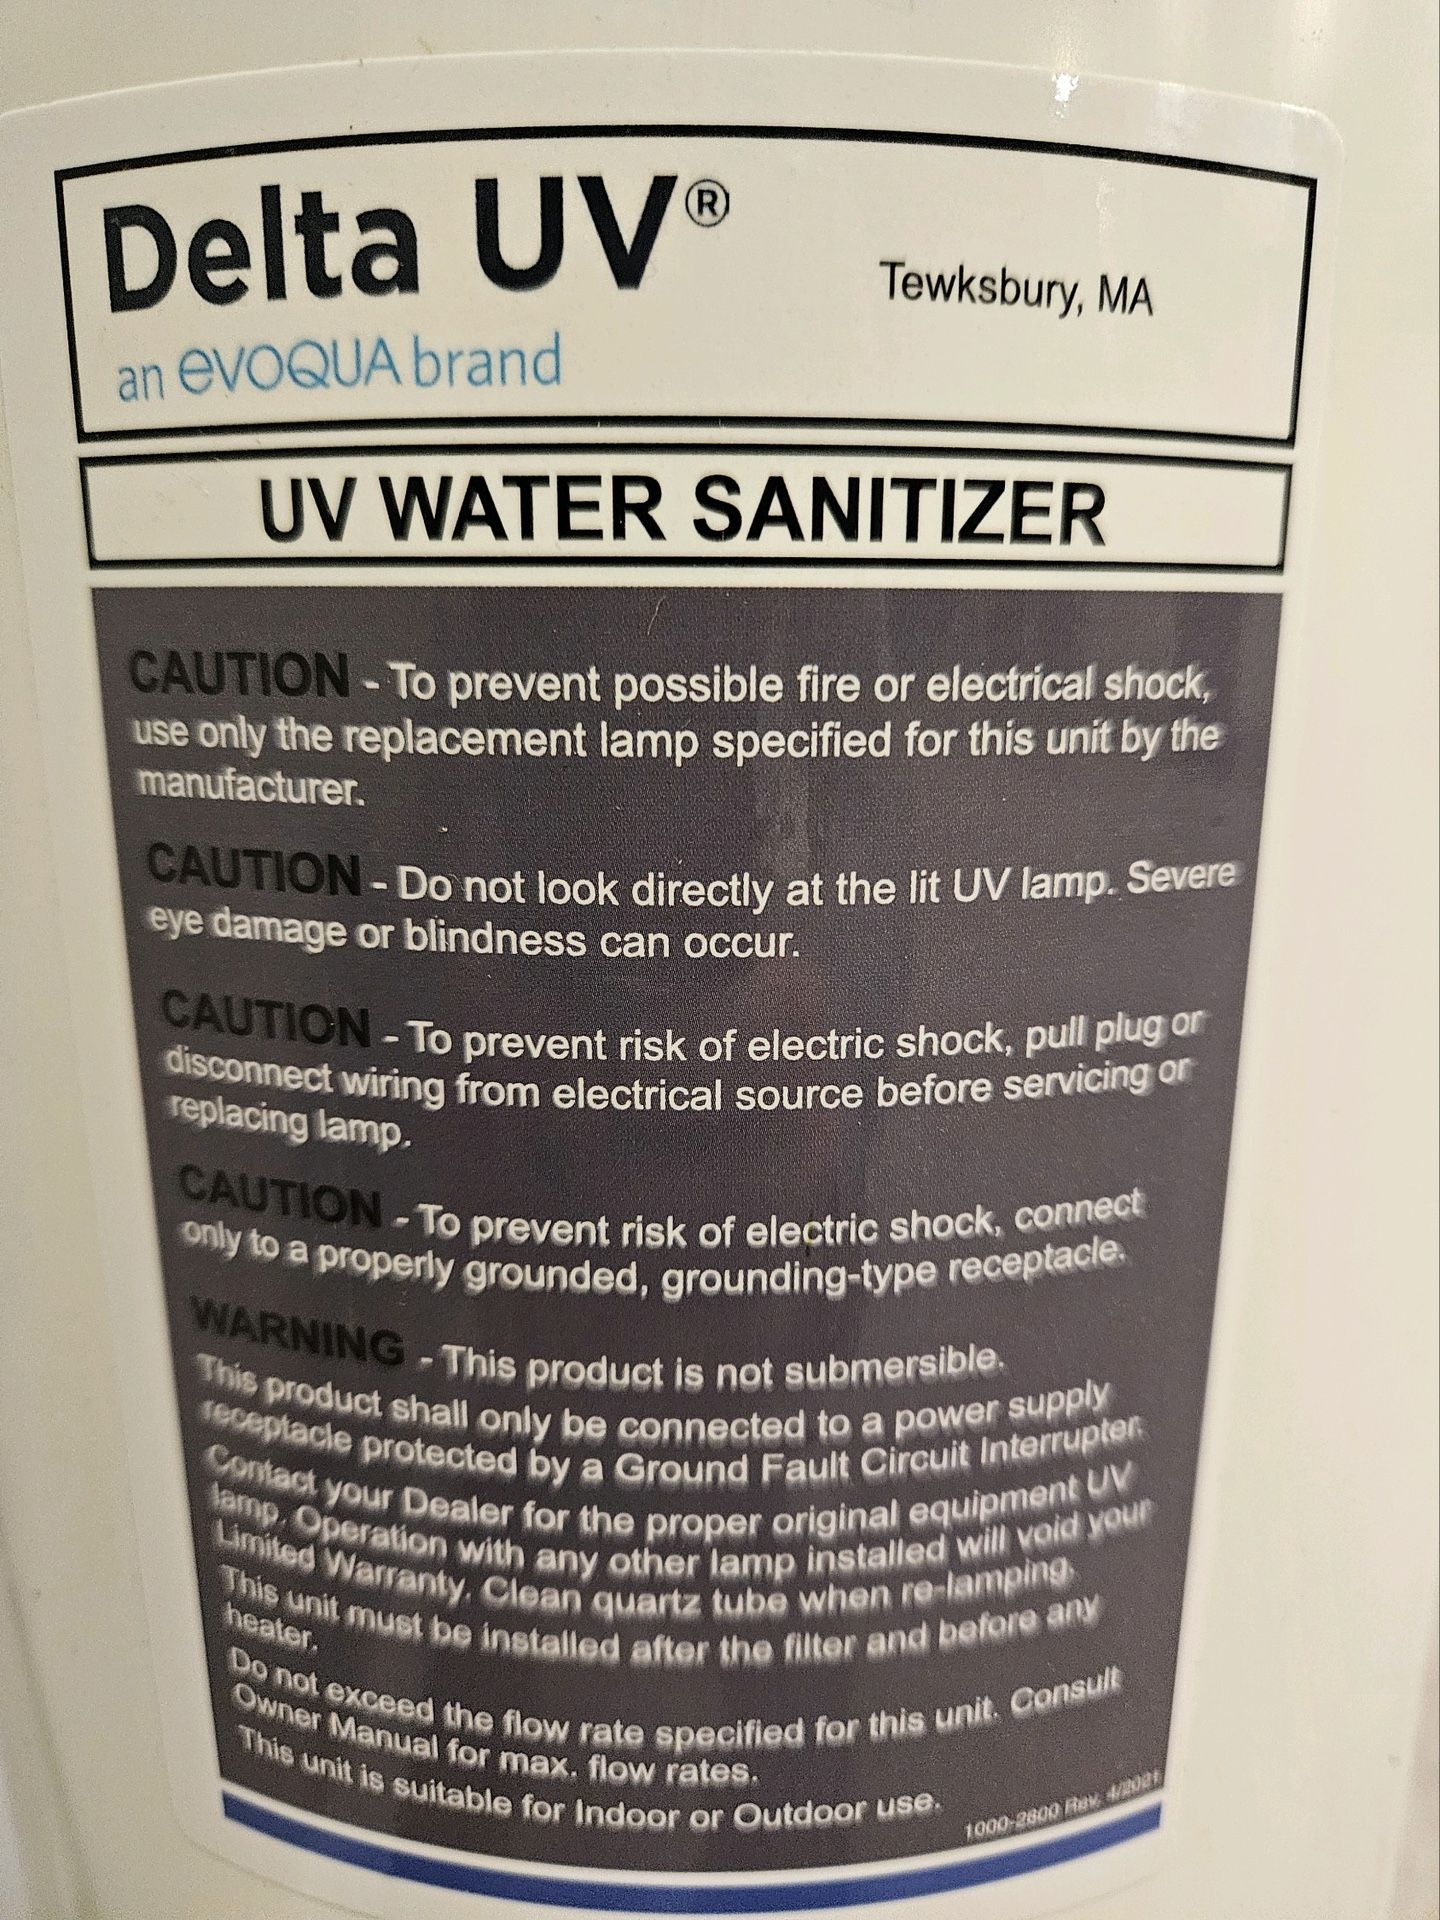 Delta UV®
Tewksbury, MA
an evoqua brand
UV WATER SANITIZER
CAUTION - To prevent possible fire or electrical shock,
use only the replacement lamp specified for this unit by the
manufacturer.
CAUTION - Do not look directly at the lit UV lamp. Severe
eye damage or blindness can occur.
CAUTION - To prevent risk of electric shock, pull plug or
disconnect wiring from electrical source before servicing or
replacing lamp.
CAUTION - To prevent risk of electric shock, connect
only to a properly grounded, grounding-type receptacle.
WARNING - This product is not submersible.
This product shall only be connected to a power supply
receptacle protected by a Ground Fault Circuit Interrupter.
Contact your Dealer for the proper original equipment UV
lamp. Operation with any other lamp installed will void your
Limited Warranty. Clean quartz tube when re-lamping.
This unit must be installed after the filter and before any
heater.
Do not exceed the flow rate specified for this unit. Consult
Owner Manual for max. flow rates.
This unit is suitable for Indoor or Outdoor use.
1000-2800 Rev. 4/2021